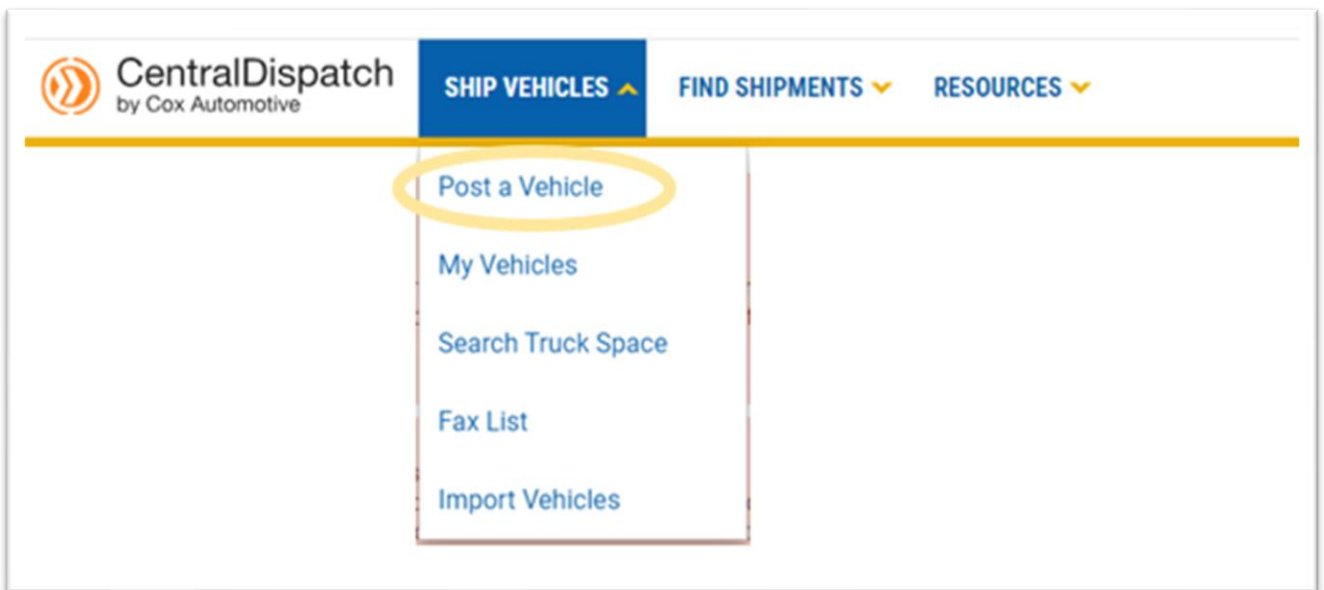 CentralDispatch
by Cox Automotive
SHIP VEHICLES
FIND SHIPMENTS
RESOURCES
Post a Vehicle
My Vehicles
Search Truck Space
Fax List
Import Vehicles